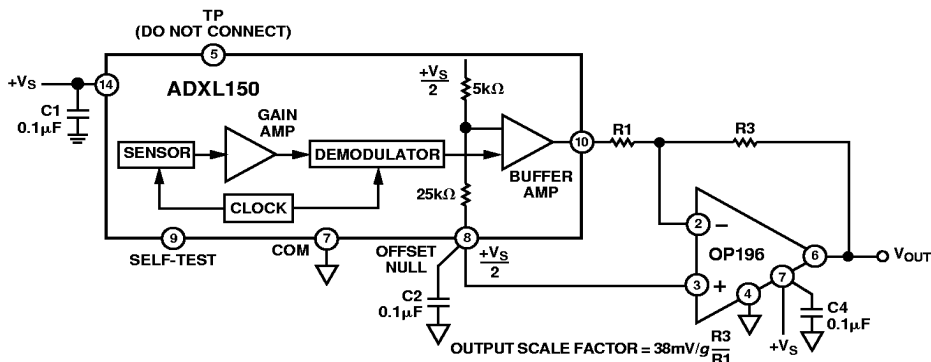 TP
(DO NOT CONNECT)
5
+VS
14
ADXL150
+VS
2
5kΩ
C1
0.1µF
GAIN
AMP
SENSOR
DEMODULATOR
BUFFER
AMP
10
R1
R3
CLOCK
25kΩ
9
SELF-TEST
COM
7
OFFSET
NULL
8
+VS
2
C2
0.1µF
2
−
OP196
3
+
6
VOUT
4
7
+VS
C4
0.1µF
OUTPUT SCALE FACTOR = 38mV/g R3
R1